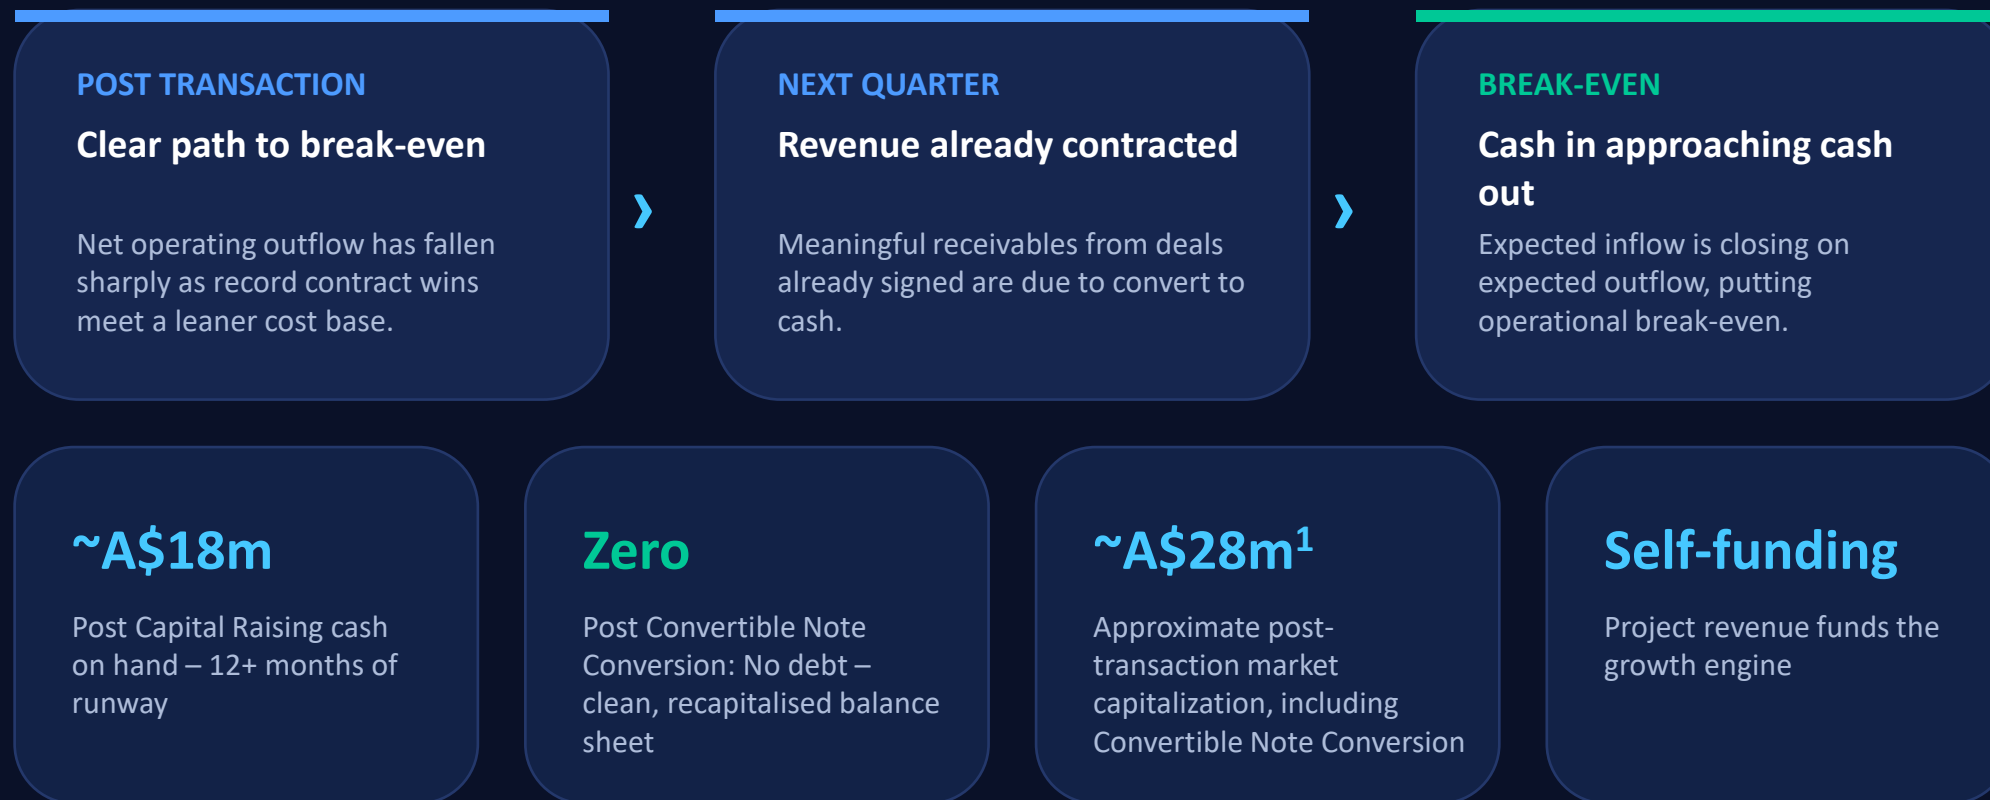 POST TRANSACTION
Clear path to break-even
Net operating outflow has fallen
sharply as record contract wins
meet a leaner cost base.
›
NEXT QUARTER
Revenue already contracted
Meaningful receivables from deals
already signed are due to convert to
cash.
›
BREAK-EVEN
Cash in approaching cash
out
Expected inflow is closing on
expected outflow, putting
operational break-even.
~A$18m
Post Capital Raising cash
on hand – 12+ months of
runway
Zero
Post Convertible Note
Conversion: No debt –
clean, recapitalised balance
sheet
~A$28m¹
Approximate post-
transaction market
capitalization, including
Convertible Note Conversion
Self-funding
Project revenue funds the
growth engine